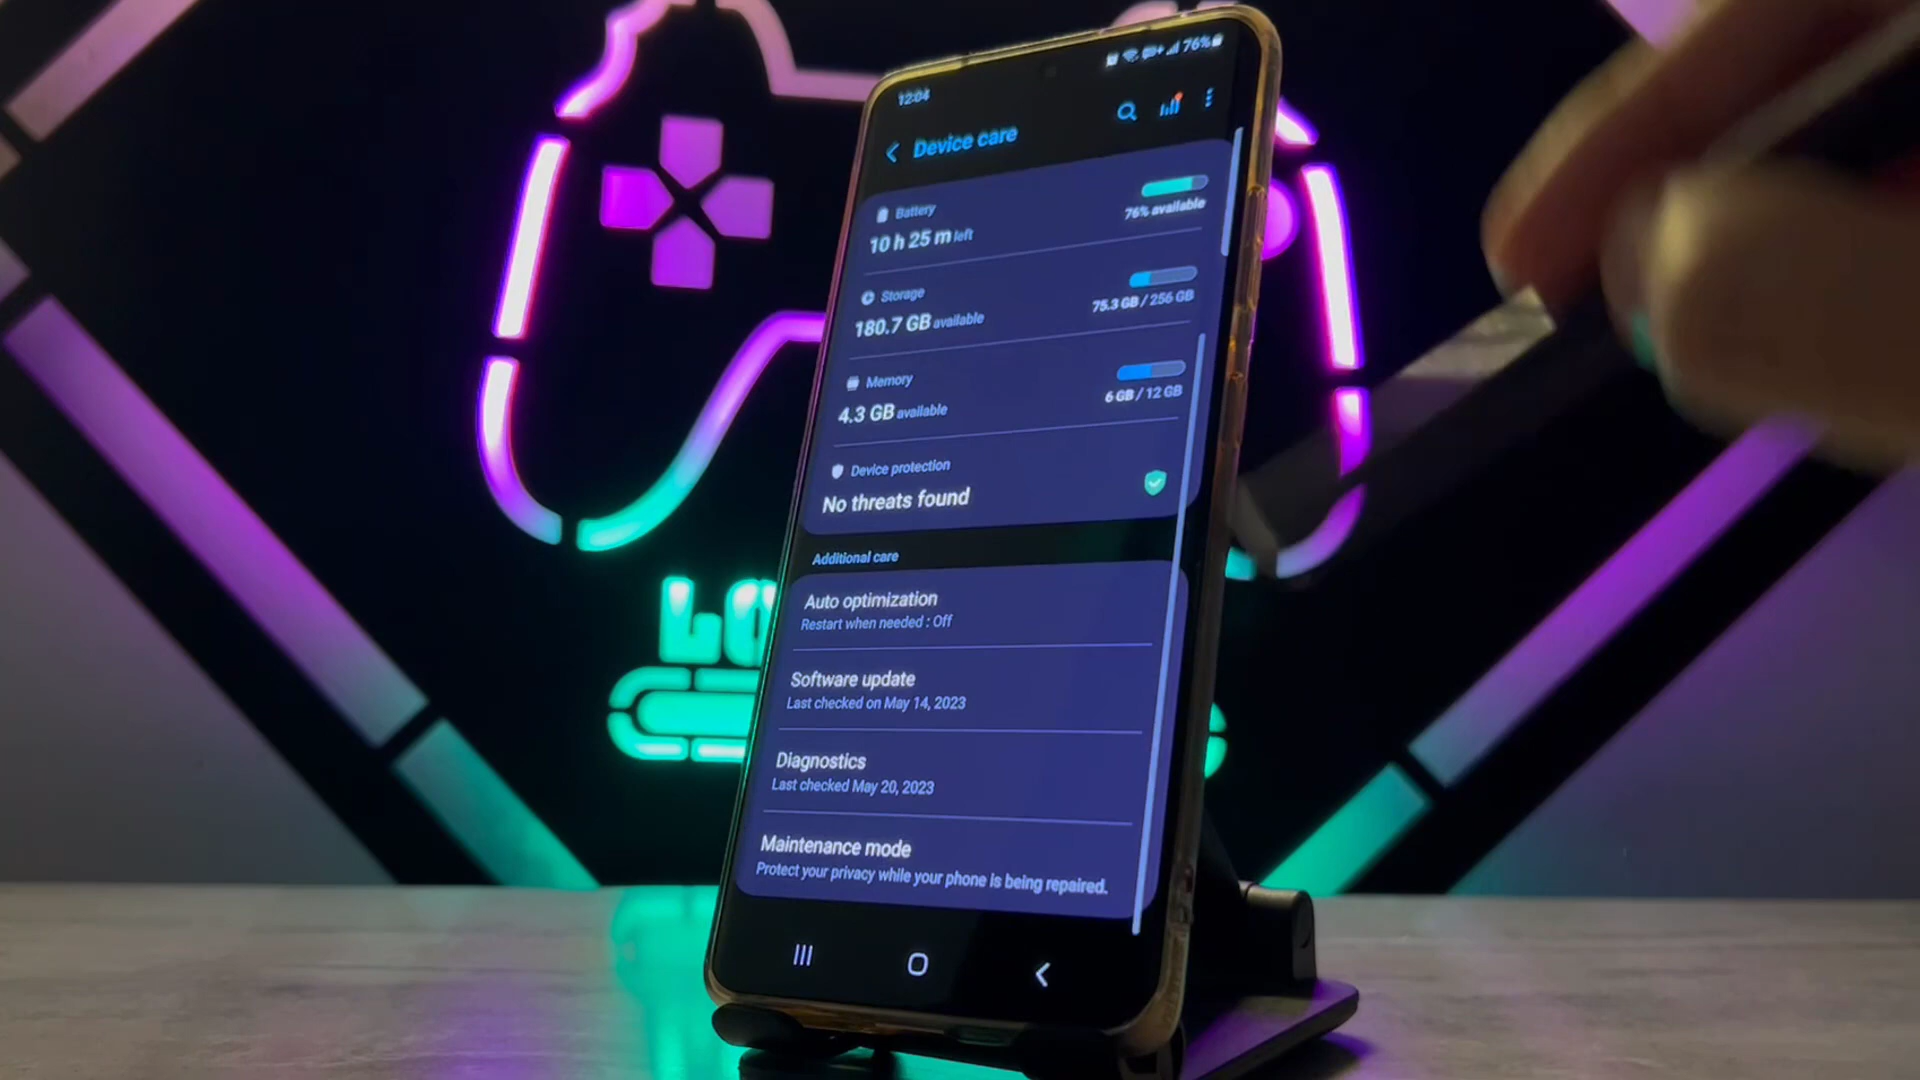 12:04
76%
Device care
Battery
76% available
10 h 25 m left
Storage
75.3 GB / 256 GB
180.7 GB available
Memory
6 GB / 12 GB
4.3 GB available
Device protection
No threats found
Additional care
Auto optimization
Restart when needed : Off
Software update
Last checked on May 14, 2023
Diagnostics
Last checked May 20, 2023
Maintenance mode
Protect your privacy while your phone is being repaired.